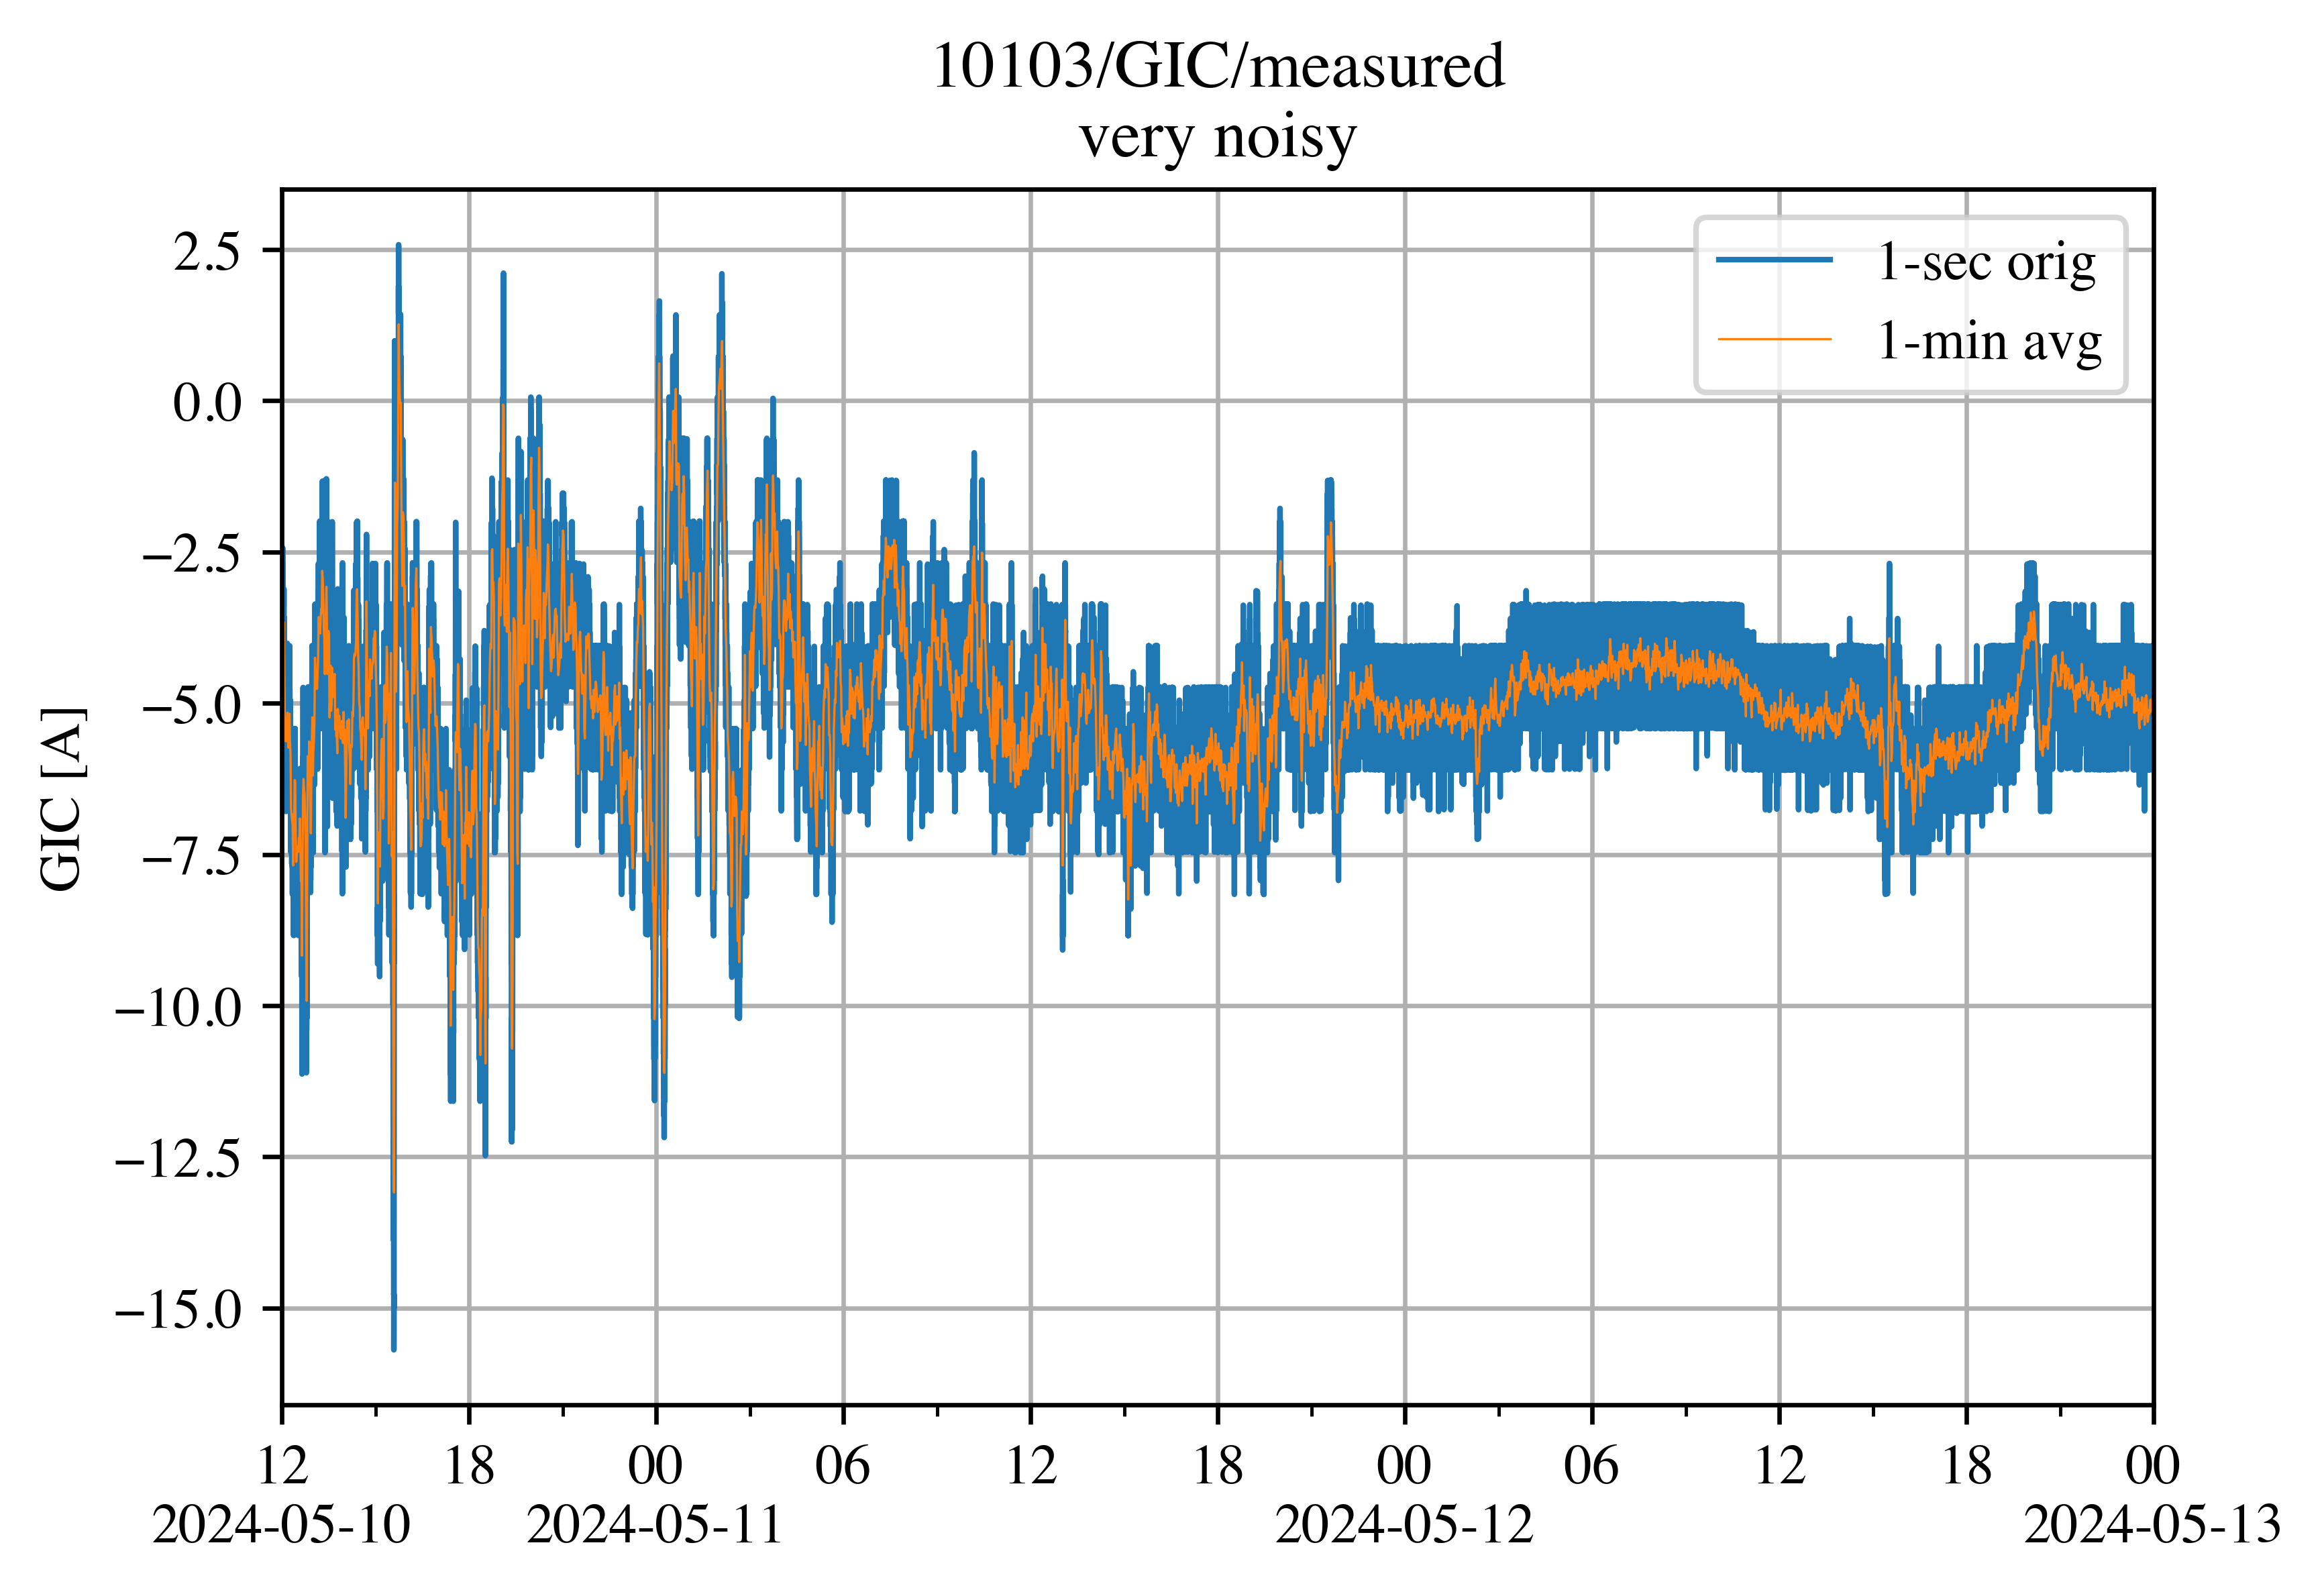 10103/GIC/measured
very noisy
1-sec orig
1-min avg
GIC [A]
2.5
0.0
−2.5
−5.0
−7.5
−10.0
−12.5
−15.0
12 18 00 06 12 18 00 06 12 18 00
2024-05-10 2024-05-11 2024-05-12 2024-05-13